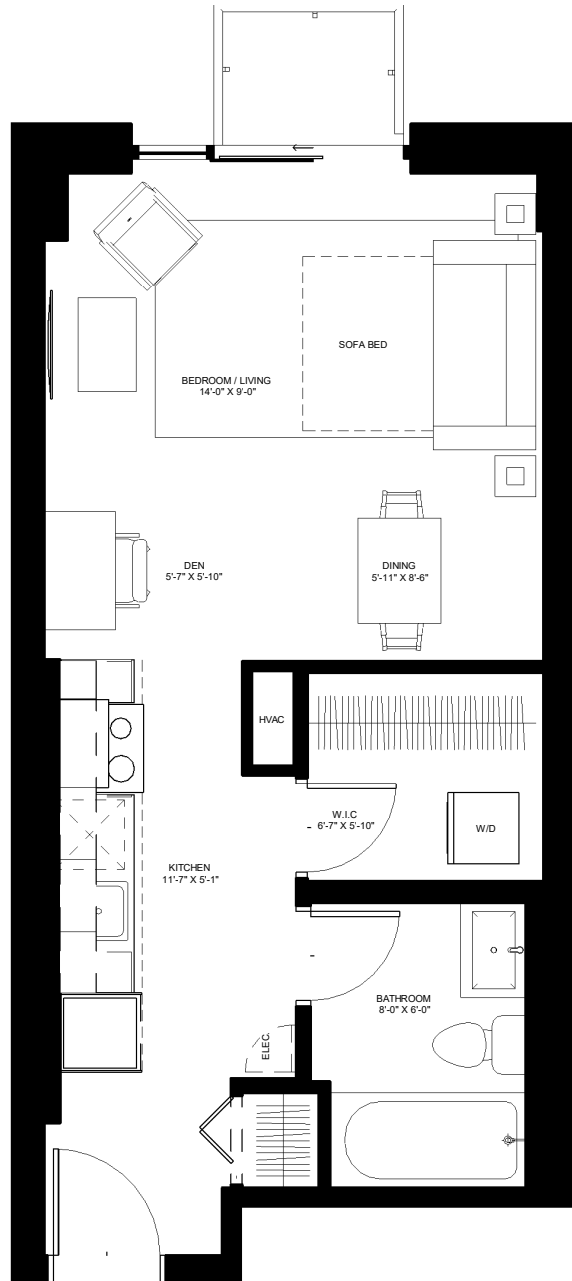 SOFA BED
BEDROOM / LIVING
14'-0" X 9'-0"
DEN
5'-7" X 5'-10"
DINING
5'-11" X 8'-6"
HVAC
W.I.C
6'-7" X 5'-10"
W/D
KITCHEN
11'-7" X 5'-1"
BATHROOM
8'-0" X 6'-0"
ELEC.